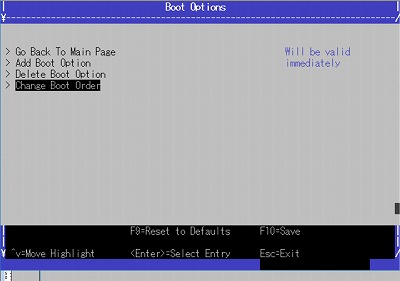 Boot Options
> Go Back To Main Page
Will be valid
> Add Boot Option
immediately
> Delete Boot Option
> Change Boot Order
F9=Reset to Defaults F10=Save
^v=Move Highlight <Enter>=Select Entry Esc=Exit